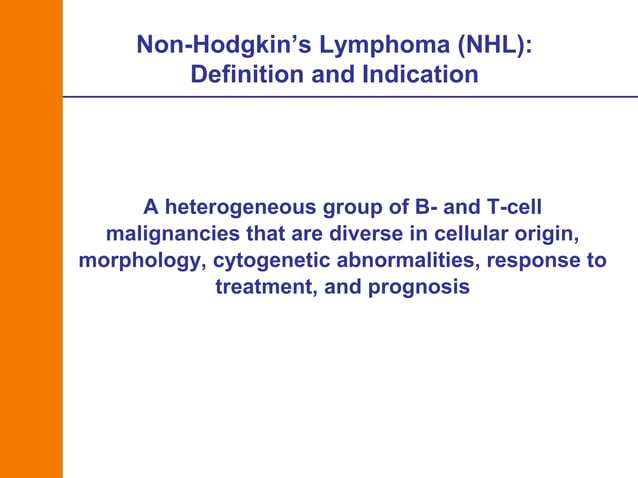 Non-Hodgkin’s Lymphoma (NHL):
Definition and Indication
A heterogeneous group of B- and T-cell
malignancies that are diverse in cellular origin,
morphology, cytogenetic abnormalities, response to
treatment, and prognosis